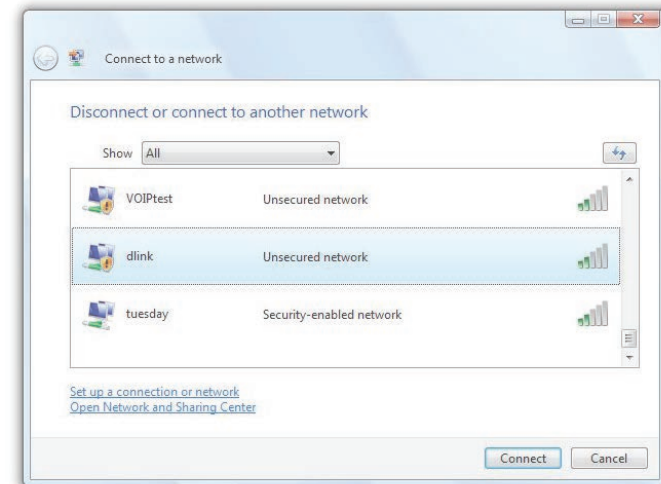 Connect to a network
Disconnect or connect to another network
Show All
VOIPtest Unsecured network
dlink Unsecured network
tuesday Security-enabled network
Set up a connection or network
Open Network and Sharing Center
Connect Cancel